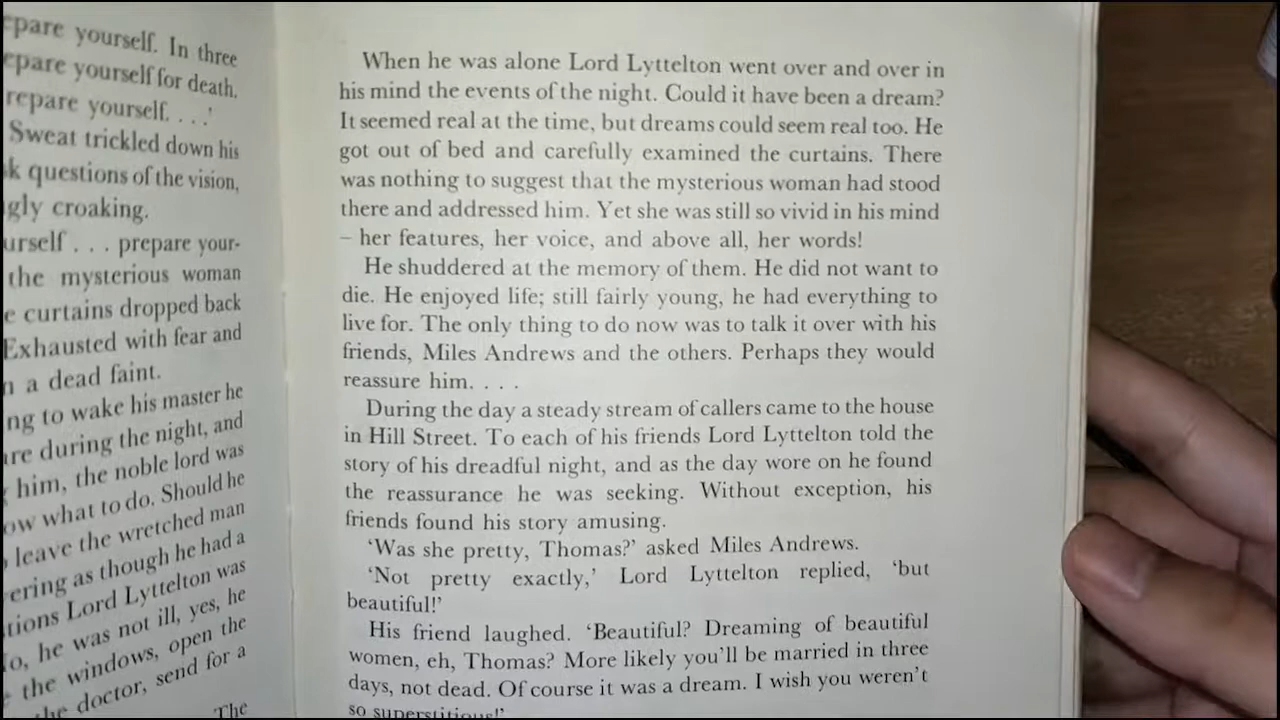 epare yourself. In three
epare yourself for death.
repare yourself. . . .'
Sweat trickled down his
k questions of the vision,
gly croaking.
urself . . . prepare your-
the mysterious woman
e curtains dropped back
Exhausted with fear and
n a dead faint.
ng to wake his master he
are during the night, and
him, the noble lord was
ow what to do. Should he
leave the wretched man
ering as though he had a
tions Lord Lyttelton was
No, he was not ill, yes, he
the windows, open the
the doctor, send for a
The
When he was alone Lord Lyttelton went over and over in
his mind the events of the night. Could it have been a dream?
It seemed real at the time, but dreams could seem real too. He
got out of bed and carefully examined the curtains. There
was nothing to suggest that the mysterious woman had stood
there and addressed him. Yet she was still so vivid in his mind
– her features, her voice, and above all, her words!
He shuddered at the memory of them. He did not want to
die. He enjoyed life; still fairly young, he had everything to
live for. The only thing to do now was to talk it over with his
friends, Miles Andrews and the others. Perhaps they would
reassure him. . . .
During the day a steady stream of callers came to the house
in Hill Street. To each of his friends Lord Lyttelton told the
story of his dreadful night, and as the day wore on he found
the reassurance he was seeking. Without exception, his
friends found his story amusing.
‘Was she pretty, Thomas?’ asked Miles Andrews.
‘Not pretty exactly,’ Lord Lyttelton replied, ‘but
beautiful!’
His friend laughed. ‘Beautiful? Dreaming of beautiful
women, eh, Thomas? More likely you’ll be married in three
days, not dead. Of course it was a dream. I wish you weren’t
so superstitious!’